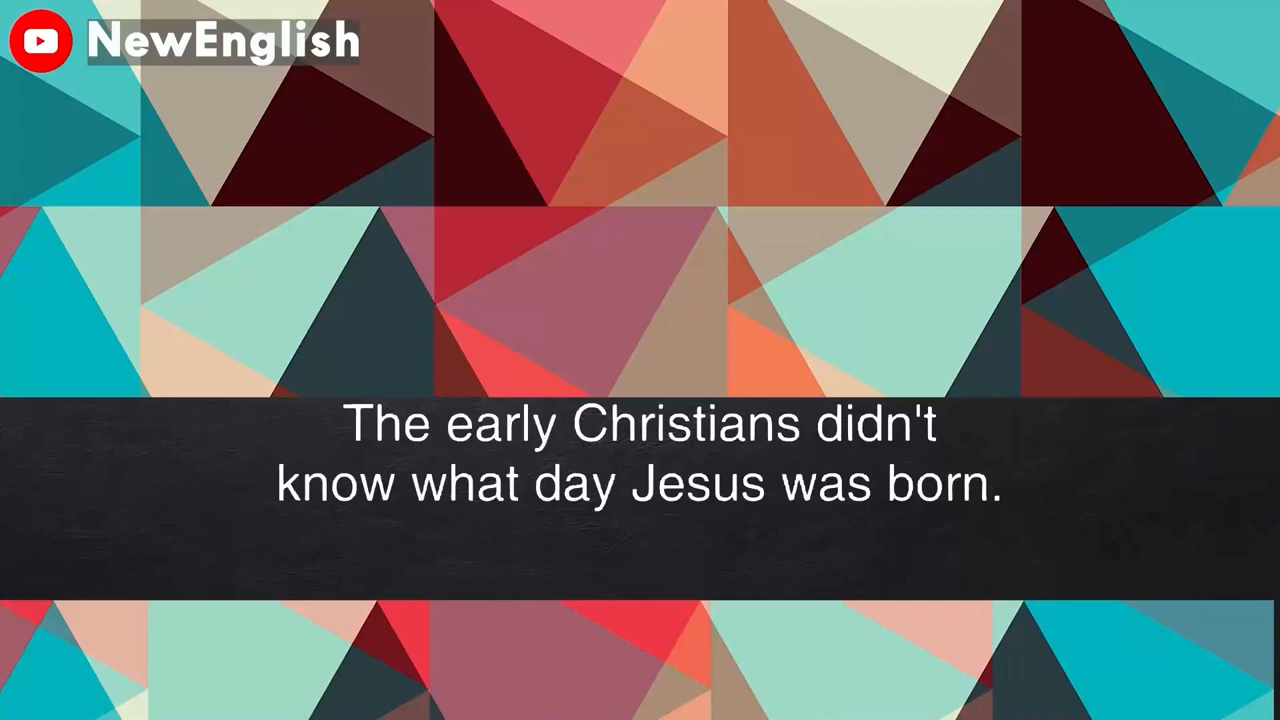 NewEnglish
The early Christians didn't
know what day Jesus was born.